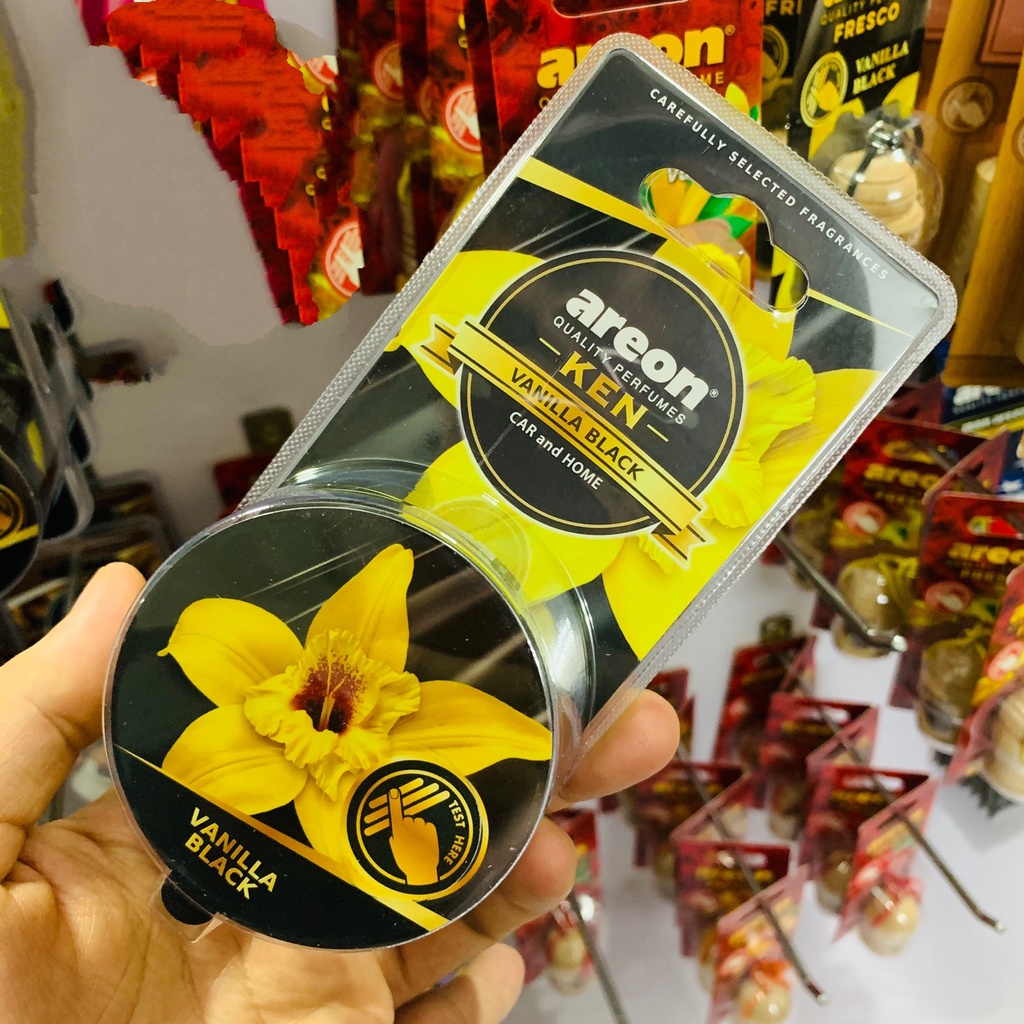 areon®
FRESCO
VANILLA
BLACK
CAREFULLY SELECTED FRAGRANCES
areon®
QUALITY PERFUMES
KEN
VANILLA BLACK
CAR and HOME
TEST HERE
VANILLA
BLACK
areon